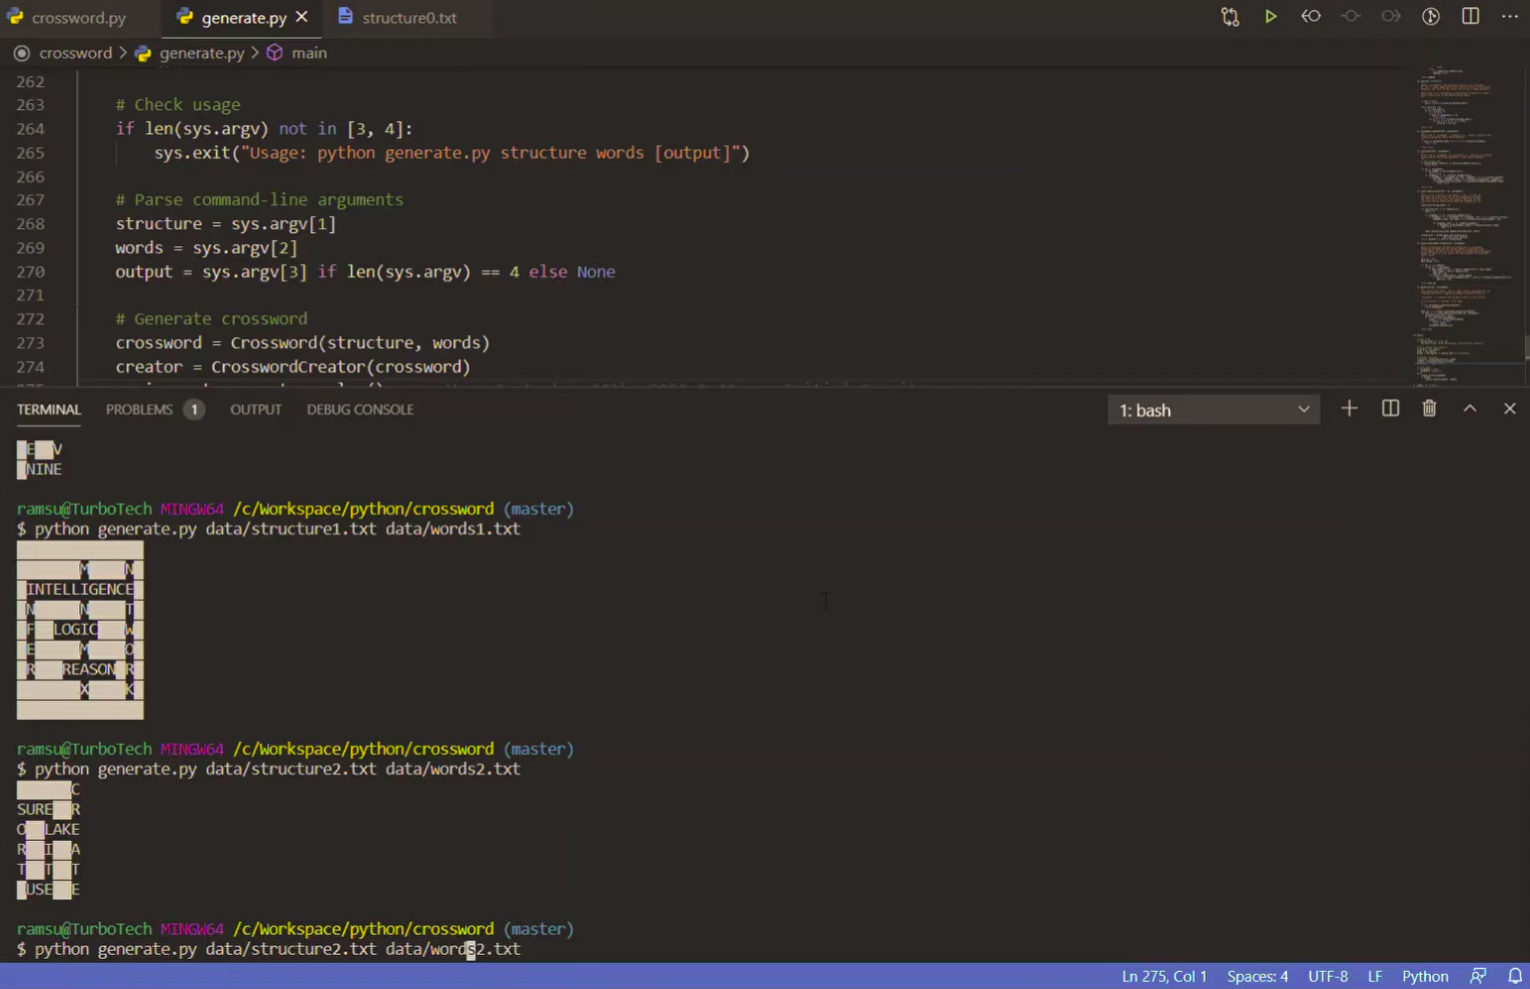 crossword.py generate.py structure0.txt
crossword > generate.py > main
262
263 # Check usage
264 if len(sys.argv) not in [3, 4]:
265 sys.exit("Usage: python generate.py structure words [output]")
266
267 # Parse command-line arguments
268 structure = sys.argv[1]
269 words = sys.argv[2]
270 output = sys.argv[3] if len(sys.argv) == 4 else None
271
272 # Generate crossword
273 crossword = Crossword(structure, words)
274 creator = CrosswordCreator(crossword)
TERMINAL PROBLEMS 1 OUTPUT DEBUG CONSOLE 1: bash
E V
NINE
ramsu@TurboTech MINGW64 /c/Workspace/python/crossword (master)
$ python generate.py data/structure1.txt data/words1.txt
M N
INTELLIGENCE
N N T
F LOGIC W
E M O
R REASON R
X K
ramsu@TurboTech MINGW64 /c/Workspace/python/crossword (master)
$ python generate.py data/structure2.txt data/words2.txt
C
SURE R
O LAKE
R I A
T T T
USE E
ramsu@TurboTech MINGW64 /c/Workspace/python/crossword (master)
$ python generate.py data/structure2.txt data/words2.txt
Ln 275, Col 1 Spaces: 4 UTF-8 LF Python